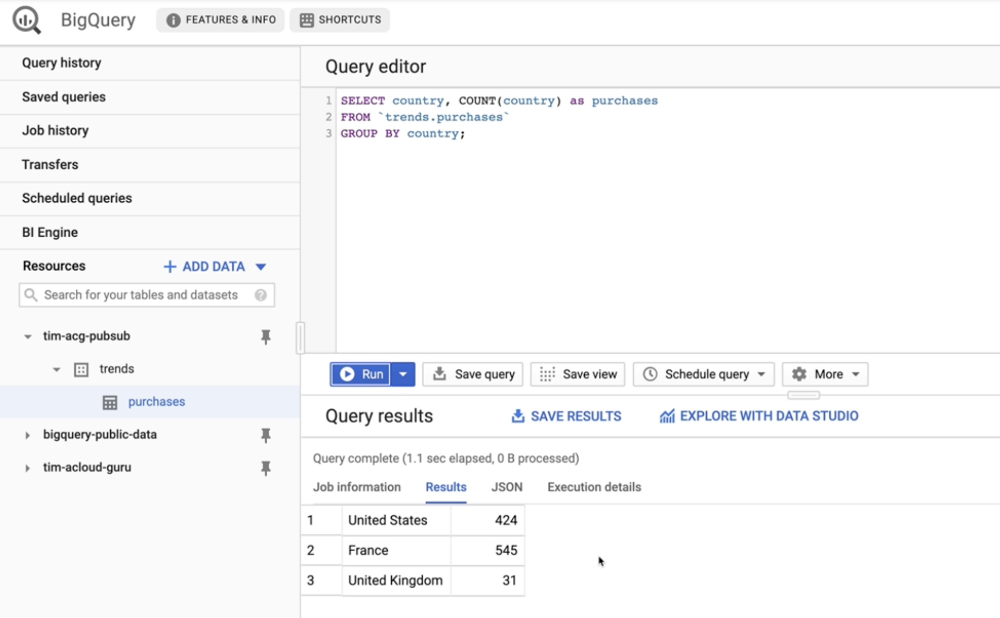 BigQuery FEATURES & INFO SHORTCUTS
Query history
Saved queries
Job history
Transfers
Scheduled queries
BI Engine
Resources + ADD DATA
Search for your tables and datasets ?
tim-acg-pubsub
trends
purchases
bigquery-public-data
tim-acloud-guru
Query editor
1 SELECT country, COUNT(country) as purchases
2 FROM `trends.purchases`
3 GROUP BY country;
Run Save query Save view Schedule query More
Query results SAVE RESULTS EXPLORE WITH DATA STUDIO
Query complete (1.1 sec elapsed, 0 B processed)
Job information Results JSON Execution details
1 United States 424
2 France 545
3 United Kingdom 31